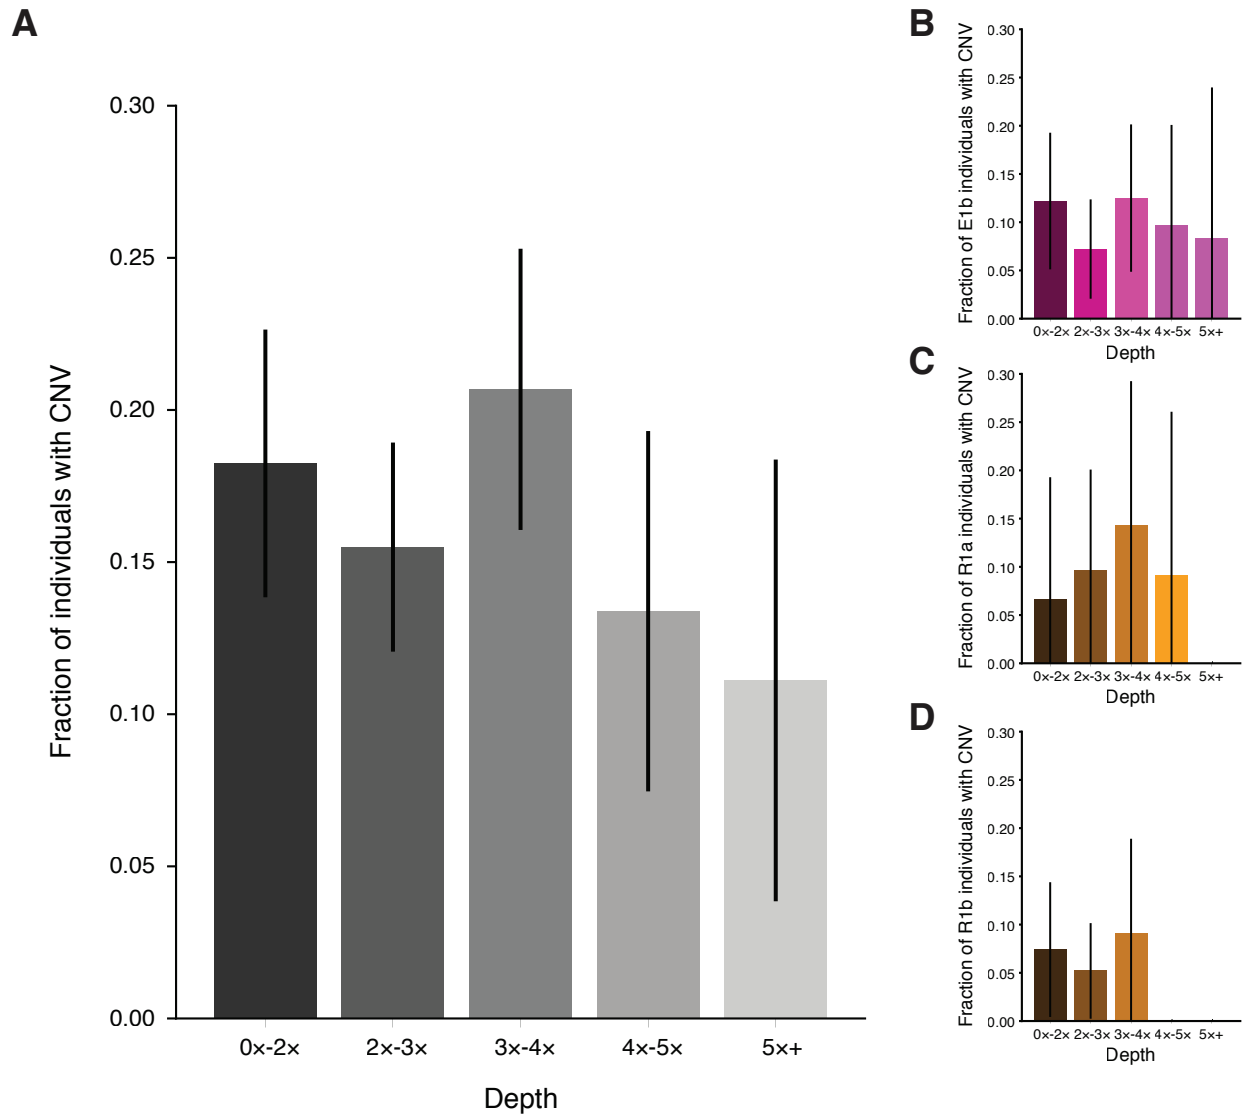 A
Fraction of individuals with CNV
0.30
0.25
0.20
0.15
0.10
0.05
0.00
0×-2× 2×-3× 3×-4× 4×-5× 5×+
Depth
B
Fraction of E1b individuals with CNV
0.30
0.25
0.20
0.15
0.10
0.05
0.00
0×-2× 2×-3× 3×-4× 4×-5× 5×+
Depth
C
Fraction of R1a individuals with CNV
0.30
0.25
0.20
0.15
0.10
0.05
0.00
0×-2× 2×-3× 3×-4× 4×-5× 5×+
Depth
D
Fraction of R1b individuals with CNV
0.30
0.25
0.20
0.15
0.10
0.05
0.00
0×-2× 2×-3× 3×-4× 4×-5× 5×+
Depth